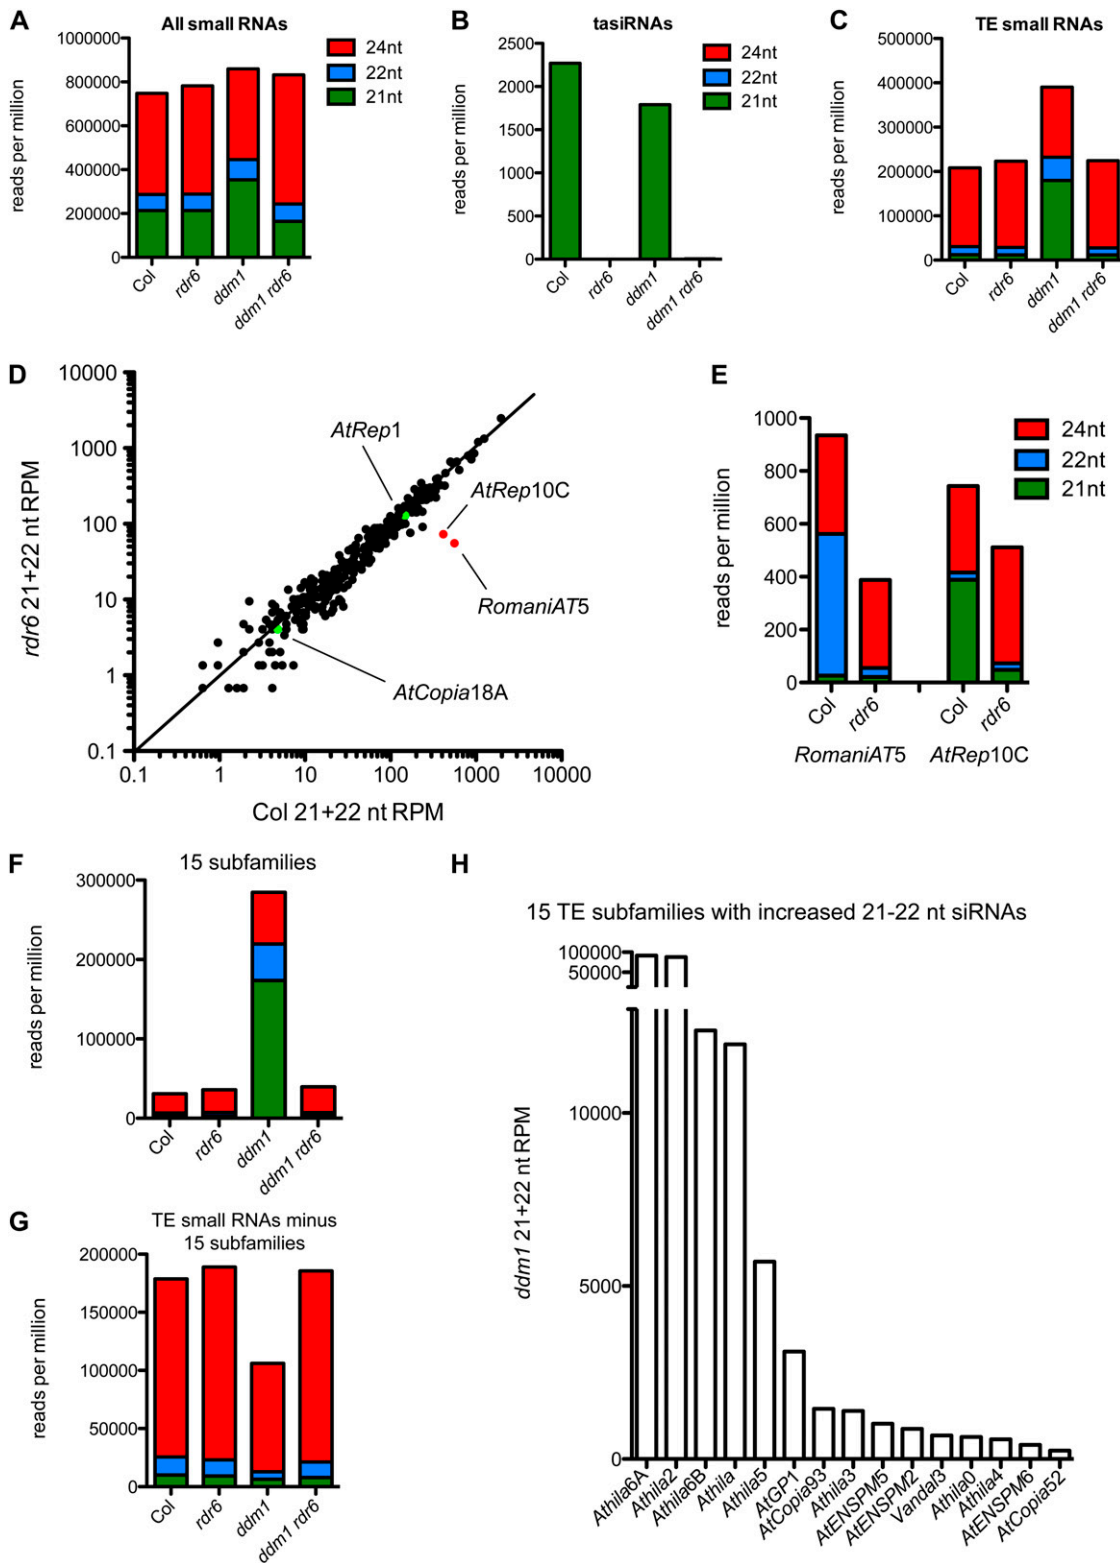 A
All small RNAs
reads per million
1000000
800000
600000
400000
200000
0
24nt
22nt
21nt
Col
rdr6
ddm1
ddm1 rdr6
B
tasiRNAs
reads per million
2500
2000
1500
1000
500
0
24nt
22nt
21nt
Col
rdr6
ddm1
ddm1 rdr6
C
TE small RNAs
reads per million
500000
400000
300000
200000
100000
0
Col
rdr6
ddm1
ddm1 rdr6
D
rdr6 21+22 nt RPM
10000
1000
100
10
1
0.1
AtRep1
AtRep10C
RomaniAT5
AtCopia18A
0.1
1
10
100
1000
10000
Col 21+22 nt RPM
E
reads per million
1000
800
600
400
200
0
24nt
22nt
21nt
Col
rdr6
Col
rdr6
RomaniAT5
AtRep10C
F
15 subfamilies
reads per million
300000
200000
100000
0
Col
rdr6
ddm1
ddm1 rdr6
G
TE small RNAs minus
15 subfamilies
reads per million
200000
150000
100000
50000
0
Col
rdr6
ddm1
ddm1 rdr6
H
15 TE subfamilies with increased 21-22 nt siRNAs
ddm1 21+22 nt RPM
100000
50000
10000
5000
0
Athila6A
Athila2
Athila6B
Athila
Athila5
AtGP1
AtCopia93
Athila3
AtENSPM5
AtENSPM2
Vandal3
Athila0
Athila4
AtENSPM6
AtCopia52